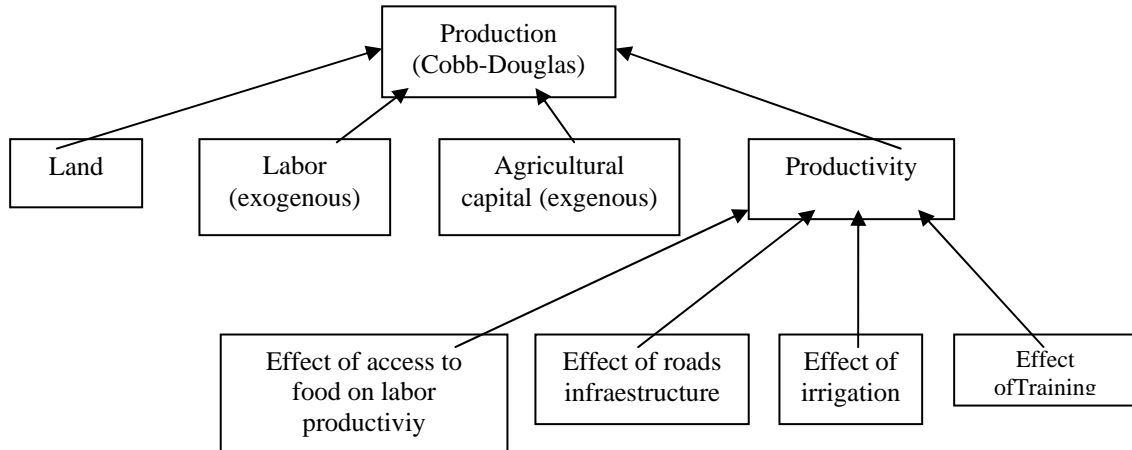 Production
(Cobb-Douglas)
Land
Labor
(exogenous)
Agricultural
capital (exgenous)
Productivity
Effect of access to
food on labor
productiviy
Effect of roads
infraestructure
Effect of
irrigation
Effect
ofTraining